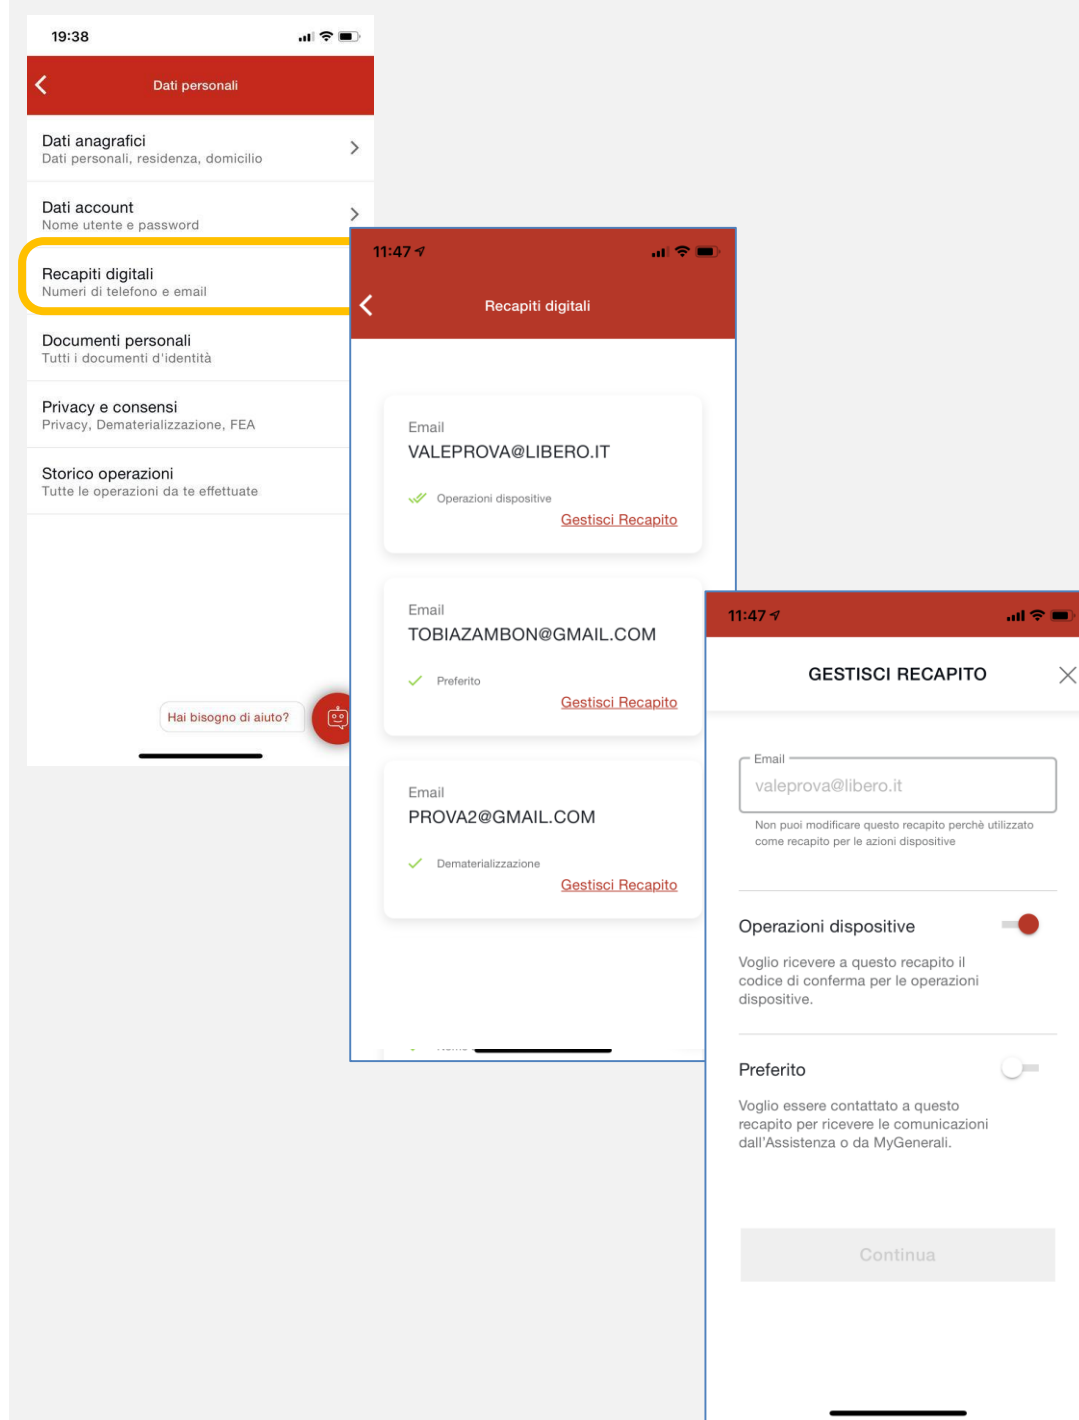 19:38
Dati personali
Dati anagrafici
Dati personali, residenza, domicilio
Dati account
Nome utente e password
Recapiti digitali
Numeri di telefono e email
Documenti personali
Tutti i documenti d'identità
Privacy e consensi
Privacy, Dematerializzazione, FEA
Storico operazioni
Tutte le operazioni da te effettuate
Hai bisogno di aiuto?
11:47
Recapiti digitali
Email
VALEPROVA@LIBERO.IT
Operazioni dispositive
Gestisci Recapito
Email
TOBIAZAMBON@GMAIL.COM
Preferito
Gestisci Recapito
Email
PROVA2@GMAIL.COM
Dematerializzazione
Gestisci Recapito
11:47
GESTISCI RECAPITO
Email
valeprova@libero.it
Non puoi modificare questo recapito perchè utilizzato
come recapito per le azioni dispositive
Operazioni dispositive
Voglio ricevere a questo recapito il
codice di conferma per le operazioni
dispositive.
Preferito
Voglio essere contattato a questo
recapito per ricevere le comunicazioni
dall'Assistenza o da MyGenerali.
Continua